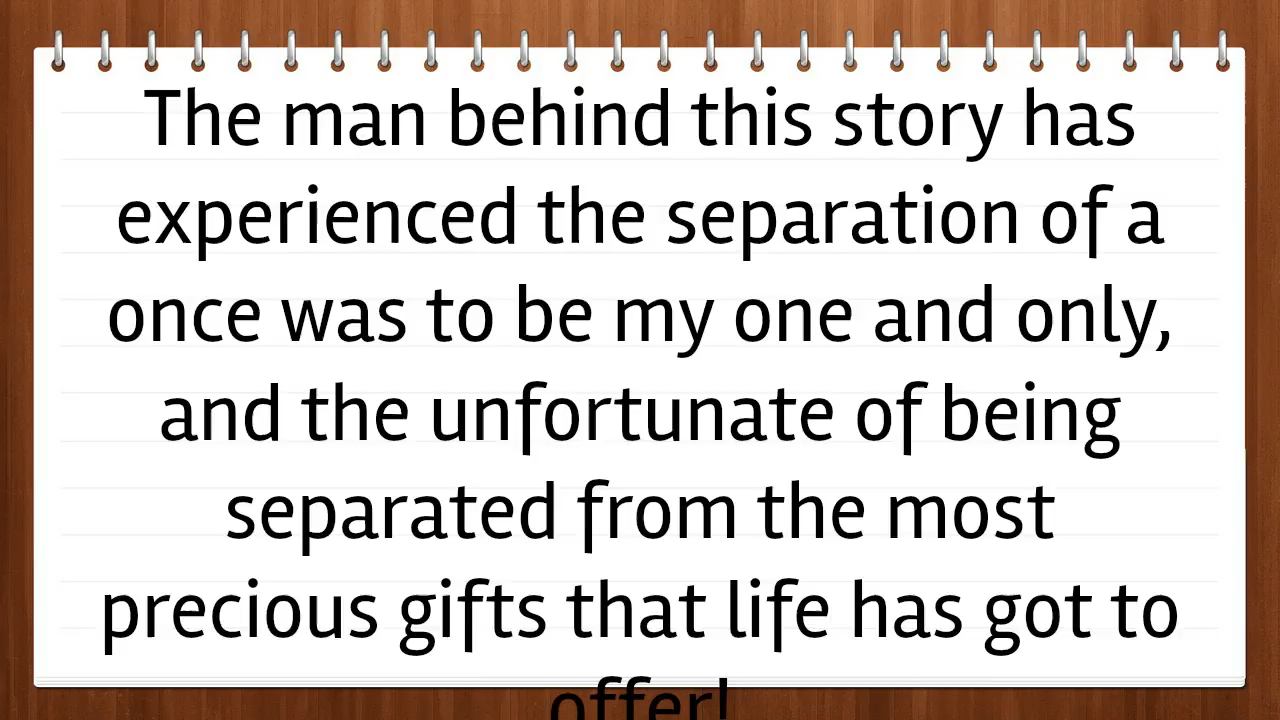 The man behind this story has
experienced the separation of a
once was to be my one and only,
and the unfortunate of being
separated from the most
precious gifts that life has got to
offer!